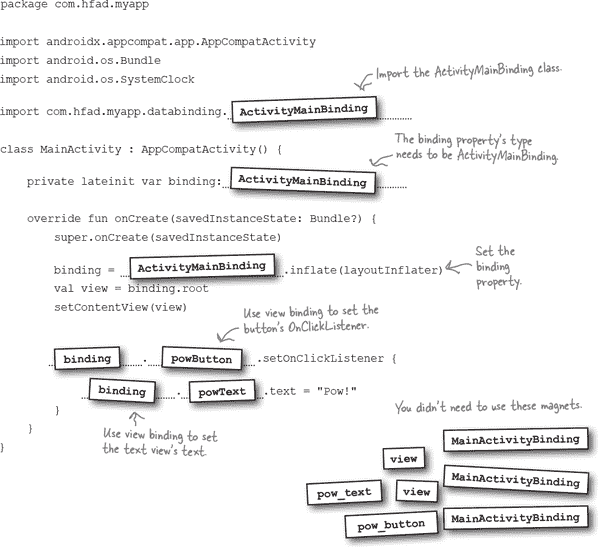 package com.hfad.myapp
import androidx.appcompat.app.AppCompatActivity
import android.os.Bundle
import android.os.SystemClock
Import the ActivityMainBinding class.
import com.hfad.myapp.databinding. ActivityMainBinding
The binding property's type
needs to be ActivityMainBinding.
class MainActivity : AppCompatActivity() {
private lateinit var binding: ActivityMainBinding
override fun onCreate(savedInstanceState: Bundle?) {
super.onCreate(savedInstanceState)
binding = ActivityMainBinding .inflate(layoutInflater)
Set the
binding
property.
val view = binding.root
setContentView(view)
Use view binding to set the
button's OnClickListener.
binding . powButton .setOnClickListener {
binding . powText .text = "Pow!"
}
}
}
Use view binding to set
the text view's text.
You didn't need to use these magnets.
MainActivityBinding
view
MainActivityBinding
pow_text view
pow_button MainActivityBinding